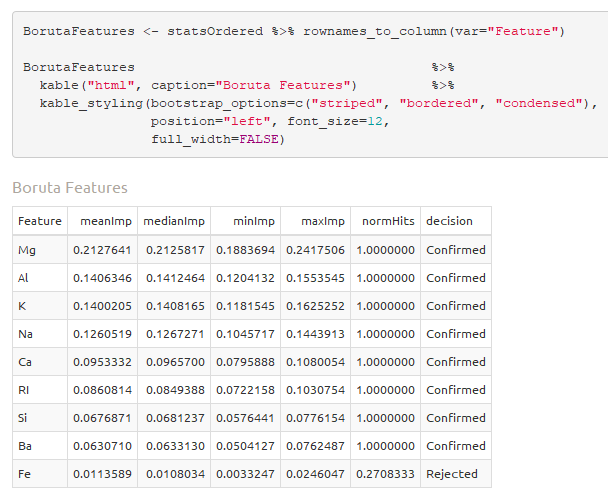 BorutaFeatures <- statsOrdered %>% rownames_to_column(var="Feature")
BorutaFeatures                                    %>%
  kable("html", caption="Boruta Features")        %>%
  kable_styling(bootstrap_options=c("striped", "bordered", "condensed"),
                position="left", font_size=12,
                full_width=FALSE)
Boruta Features
Feature meanImp medianImp minImp maxImp normHits decision
Mg 0.2127641 0.2125817 0.1883694 0.2417506 1.0000000 Confirmed
Al 0.1406346 0.1412464 0.1204132 0.1553545 1.0000000 Confirmed
K 0.1400205 0.1408165 0.1181545 0.1625252 1.0000000 Confirmed
Na 0.1260519 0.1267271 0.1045717 0.1443913 1.0000000 Confirmed
Ca 0.0953332 0.0965700 0.0795888 0.1080054 1.0000000 Confirmed
RI 0.0860814 0.0849388 0.0722158 0.1030754 1.0000000 Confirmed
Si 0.0676871 0.0681237 0.0576441 0.0776154 1.0000000 Confirmed
Ba 0.0630710 0.0633130 0.0504127 0.0762487 1.0000000 Confirmed
Fe 0.0113589 0.0108034 0.0033247 0.0246047 0.2708333 Rejected